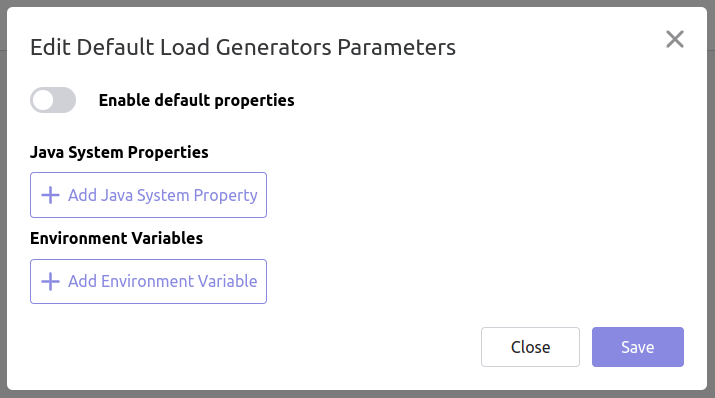 Edit Default Load Generators Parameters
Enable default properties
Java System Properties
Add Java System Property
Environment Variables
Add Environment Variable
Close
Save